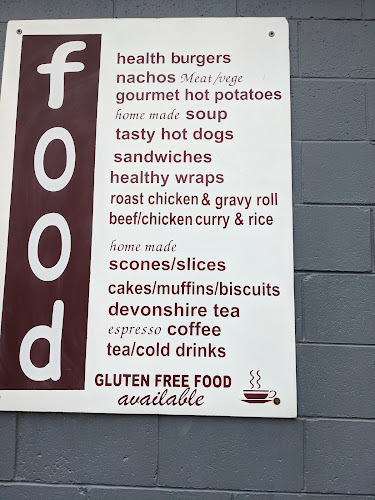 food
health burgers
nachos Meat/vege
gourmet hot potatoes
home made soup
tasty hot dogs
sandwiches
healthy wraps
roast chicken & gravy roll
beef/chicken curry & rice
home made
scones/slices
cakes/muffins/biscuits
devonshire tea
espresso coffee
tea/cold drinks
GLUTEN FREE FOOD
available